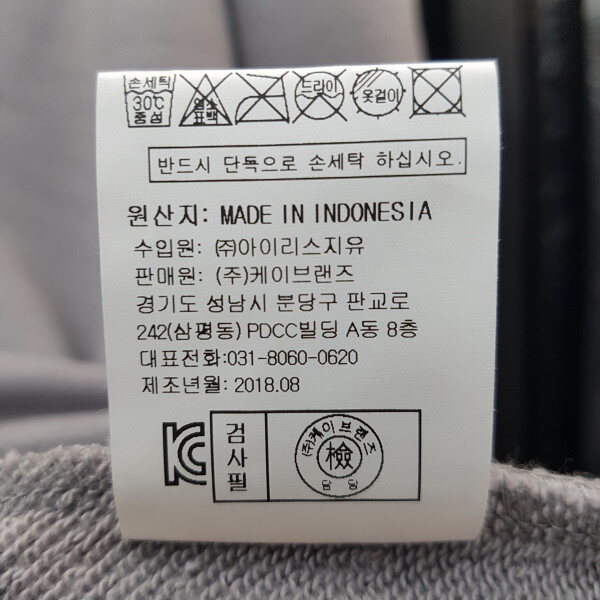 손세탁 30℃ 중성 염소 표백 드라이 옷걸이
반드시 단독으로 손세탁 하십시오.
원산지: MADE IN INDONESIA
수입원: ㈜아이리스지유
판매원: (주)케이브랜즈
경기도 성남시 분당구 판교로
242(삼평동) PDCC빌딩 A동 8층
대표전화:031-8060-0620
제조년월: 2018.08
KC
검사필
(주)케이브랜즈
檢
담당